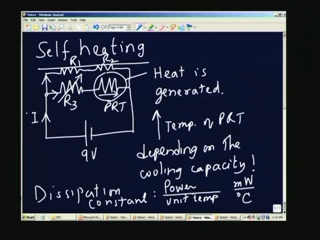 Self heating
R1 R2
R3 PRT
I
9V
Heat is
generated.
↑ Temp. of PRT
depending on the
cooling capacity!
Dissipation
constant : Power / unit temp mW / °C